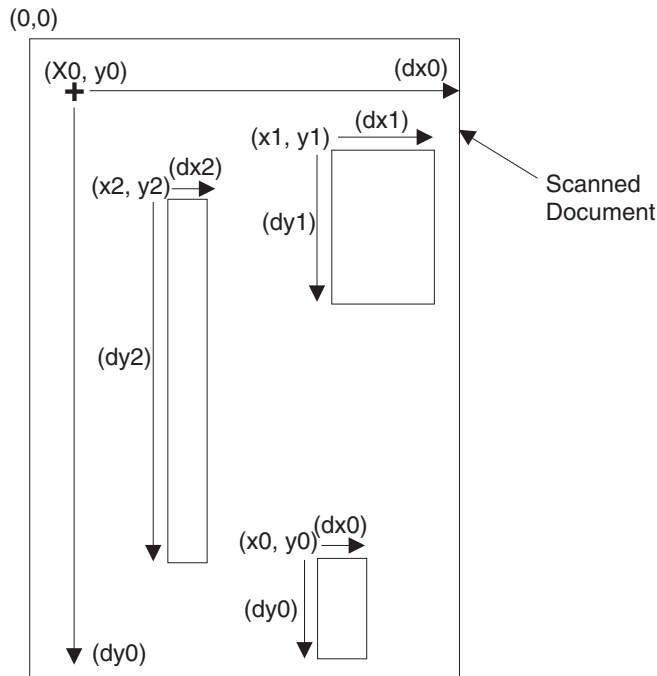 (0,0)
(X0, y0)
(dx0)
(x1, y1)
(dx1)
(x2, y2)
(dx2)
Scanned
Document
(dy1)
(dy2)
(x0, y0)
(dx0)
(dy0)
(dy0)